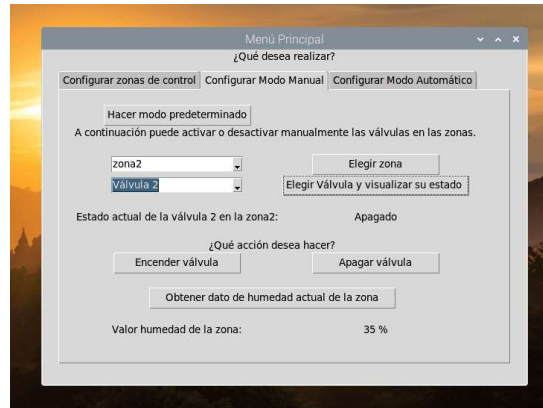 Menú Principal
¿Qué desea realizar?
Configurar zonas de control Configurar Modo Manual Configurar Modo Automático
Hacer modo predeterminado
A continuación puede activar o desactivar manualmente las válvulas en las zonas.
zona2 Elegir zona
Válvula 2 Elegir Válvula y visualizar su estado
Estado actual de la válvula 2 en la zona2: Apagado
¿Qué acción desea hacer?
Encender válvula Apagar válvula
Obtener dato de humedad actual de la zona
Valor humedad de la zona: 35 %